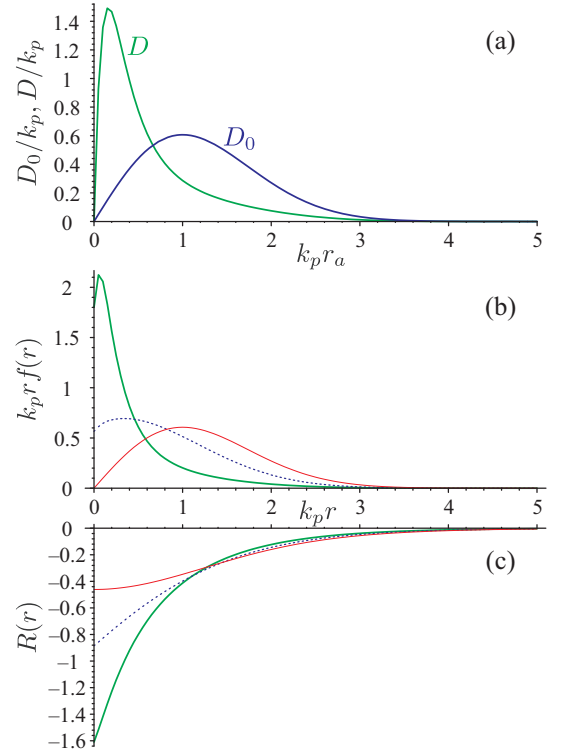 (a)
D_0/k_p, D/k_p
1.4
1.2
1
0.8
0.6
0.4
0.2
0
D
D_0
0 1 2 3 4 5
k_p r_a
(b)
k_p r f(r)
2
1.5
1
0.5
0
0 1 2 3 4 5
k_p r
(c)
R(r)
0
−0.2
−0.4
−0.6
−0.8
−1
−1.2
−1.4
−1.6